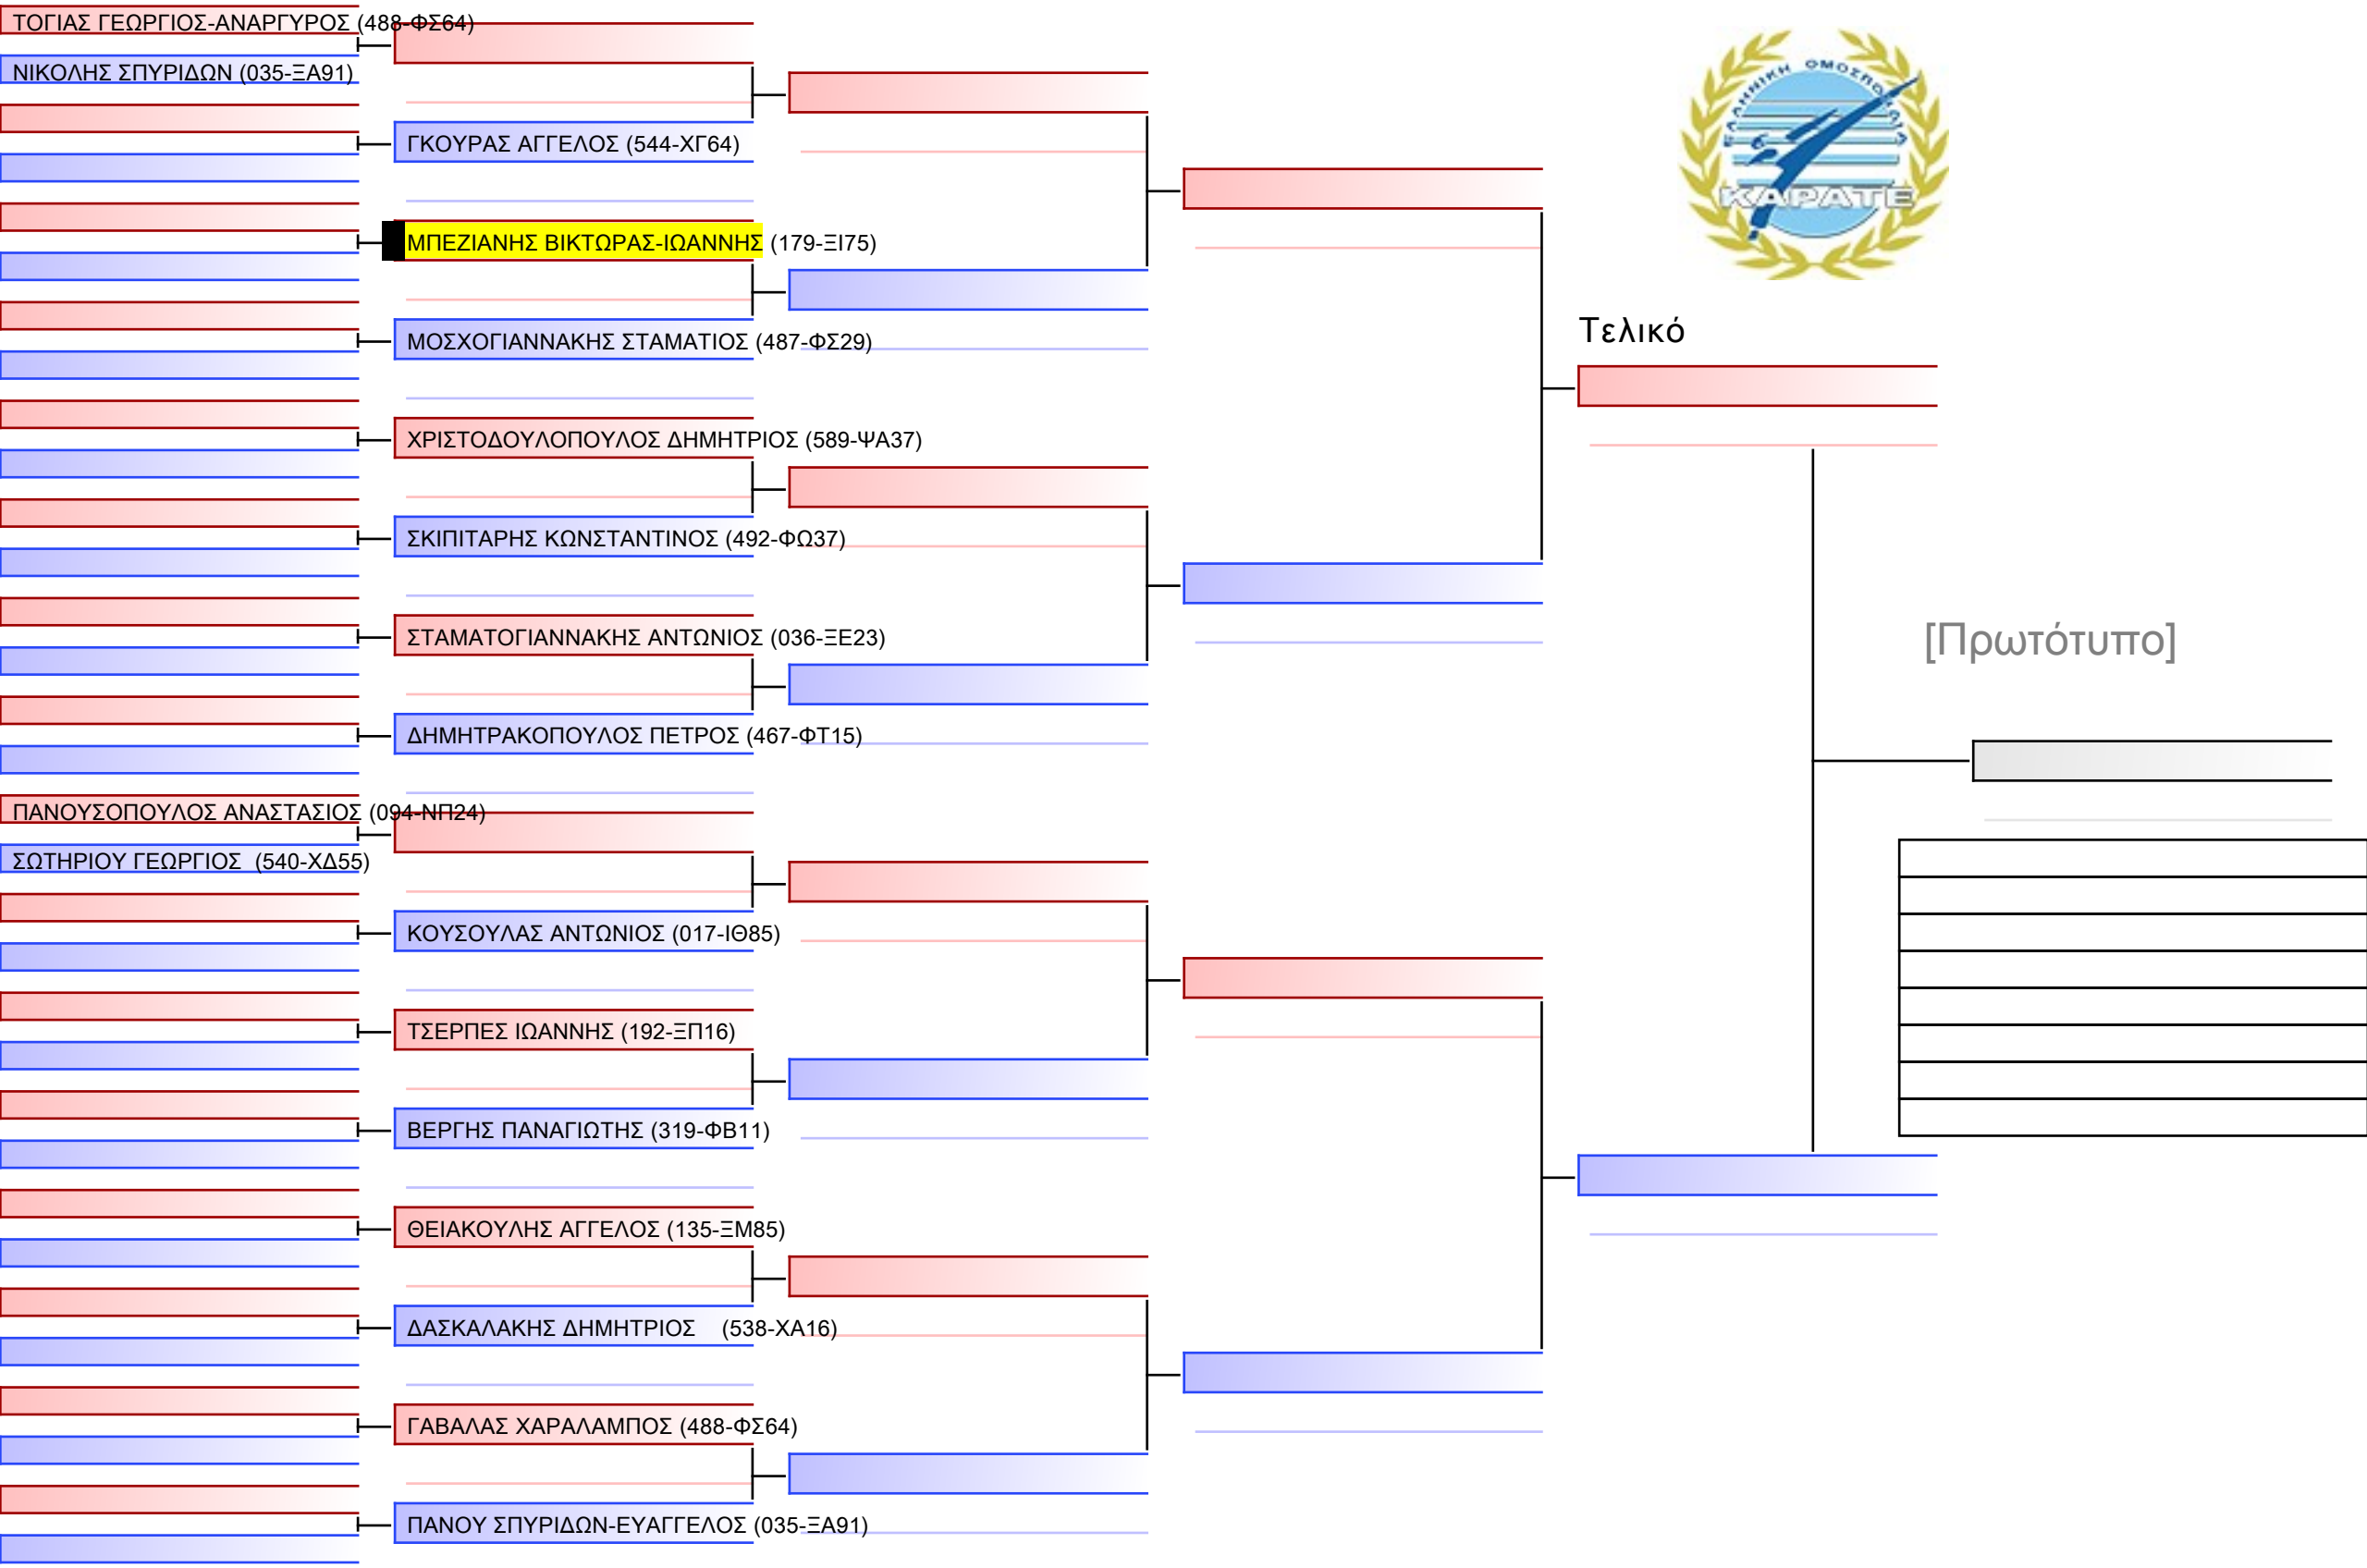 ΤΟΓΙΑΣ ΓΕΩΡΓΙΟΣ-ΑΝΑΡΓΥΡΟΣ (488-ΦΣ64)
ΝΙΚΟΛΗΣ ΣΠΥΡΙΔΩΝ (035-ΞΑ91)
ΓΚΟΥΡΑΣ ΑΓΓΕΛΟΣ (544-ΧΓ64)
ΜΠΕΖΙΑΝΗΣ ΒΙΚΤΩΡΑΣ-ΙΩΑΝΝΗΣ (179-ΞΙ75)
ΜΟΣΧΟΓΙΑΝΝΑΚΗΣ ΣΤΑΜΑΤΙΟΣ (487-ΦΣ29)
ΧΡΙΣΤΟΔΟΥΛΟΠΟΥΛΟΣ ΔΗΜΗΤΡΙΟΣ (589-ΨΑ37)
ΣΚΙΠΙΤΑΡΗΣ ΚΩΝΣΤΑΝΤΙΝΟΣ (492-ΦΩ37)
ΣΤΑΜΑΤΟΓΙΑΝΝΑΚΗΣ ΑΝΤΩΝΙΟΣ (036-ΞΕ23)
ΔΗΜΗΤΡΑΚΟΠΟΥΛΟΣ ΠΕΤΡΟΣ (467-ΦΤ15)
ΠΑΝΟΥΣΟΠΟΥΛΟΣ ΑΝΑΣΤΑΣΙΟΣ (094-ΝΠ24)
ΣΩΤΗΡΙΟΥ ΓΕΩΡΓΙΟΣ (540-ΧΔ55)
ΚΟΥΣΟΥΛΑΣ ΑΝΤΩΝΙΟΣ (017-ΙΘ85)
ΤΣΕΡΠΕΣ ΙΩΑΝΝΗΣ (192-ΞΠ16)
ΒΕΡΓΗΣ ΠΑΝΑΓΙΩΤΗΣ (319-ΦΒ11)
ΘΕΙΑΚΟΥΛΗΣ ΑΓΓΕΛΟΣ (135-ΞΜ85)
ΔΑΣΚΑΛΑΚΗΣ ΔΗΜΗΤΡΙΟΣ (538-ΧΑ16)
ΓΑΒΑΛΑΣ ΧΑΡΑΛΑΜΠΟΣ (488-ΦΣ64)
ΠΑΝΟΥ ΣΠΥΡΙΔΩΝ-ΕΥΑΓΓΕΛΟΣ (035-ΞΑ91)
ΕΛΛΗΝΙΚΗ ΟΜΟΣΠΟΝΔΙΑ
ΚΑΡΑΤΕ
Τελικό
[Πρωτότυπο]